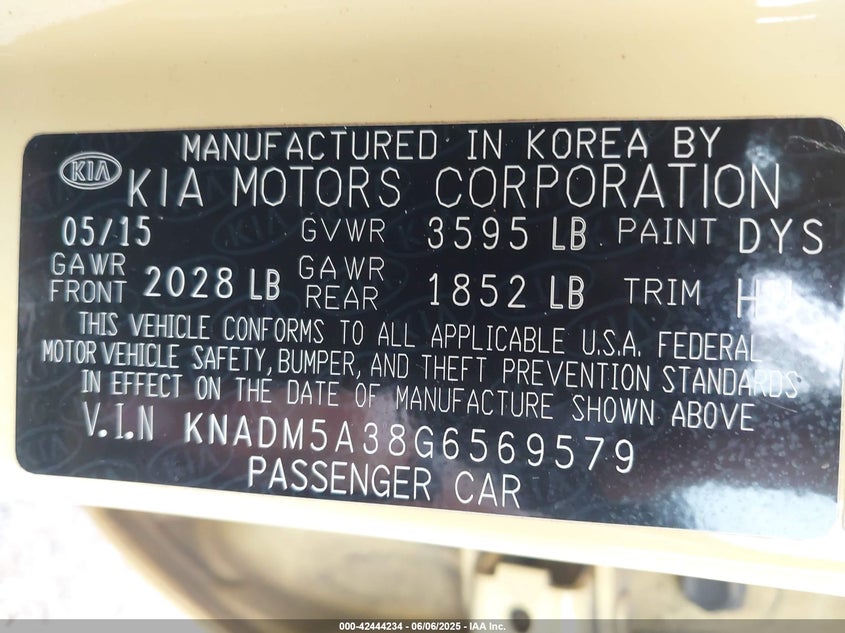 MANUFACTURED IN KOREA BY
KIA KIA MOTORS CORPORATION
05/15 GVWR 3595 LB PAINT DYS
GAWR FRONT 2028 LB GAWR REAR 1852 LB TRIM
THIS VEHICLE CONFORMS TO ALL APPLICABLE U.S.A. FEDERAL
MOTOR VEHICLE SAFETY, BUMPER, AND THEFT PREVENTION STANDARDS
IN EFFECT ON THE DATE OF MANUFACTURE SHOWN ABOVE
V.I.N KNADM5A38G6569579
PASSENGER CAR
000-42444234 - 06/06/2025 - IAA Inc.